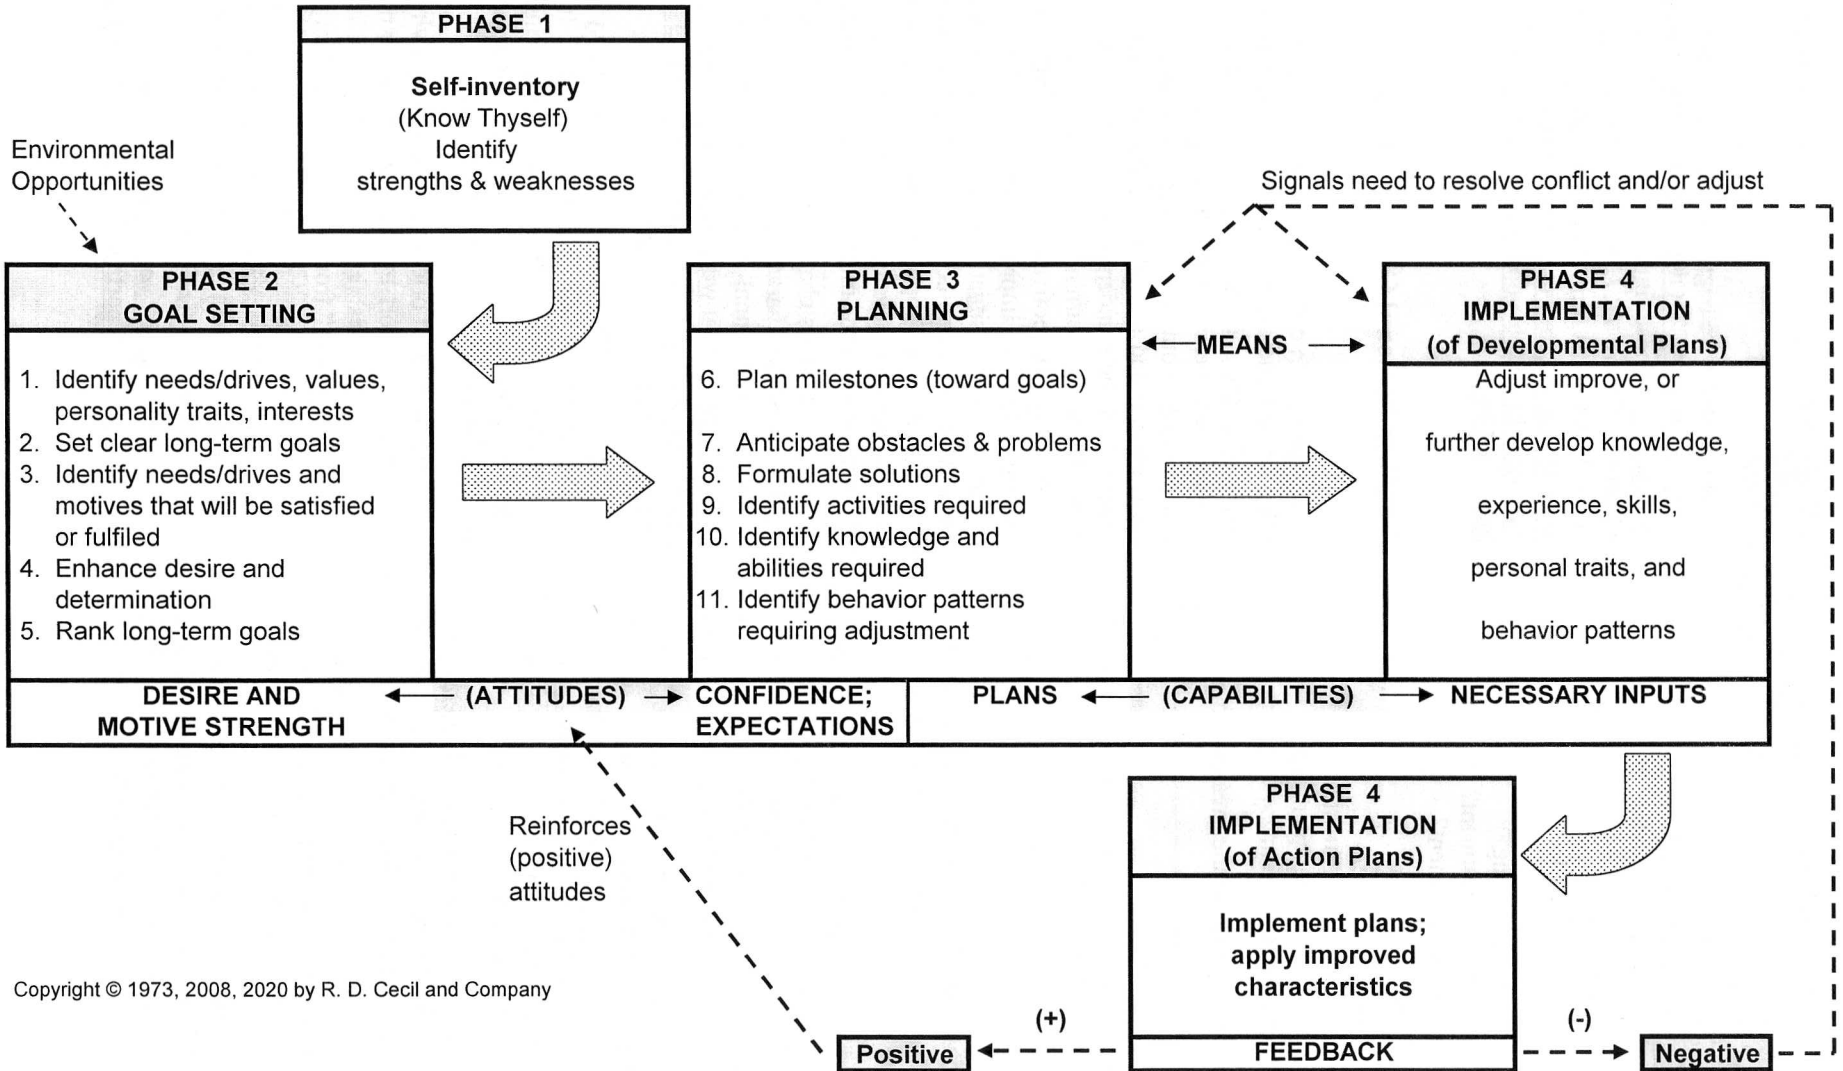 PHASE 1
Self-inventory
(Know Thyself)
Identify
strengths & weaknesses
Environmental
Opportunities
Signals need to resolve conflict and/or adjust
PHASE 2
GOAL SETTING
1. Identify needs/drives, values,
personality traits, interests
2. Set clear long-term goals
3. Identify needs/drives and
motives that will be satisfied
or fulfiled
4. Enhance desire and
determination
5. Rank long-term goals
PHASE 3
PLANNING
6. Plan milestones (toward goals)
7. Anticipate obstacles & problems
8. Formulate solutions
9. Identify activities required
10. Identify knowledge and
abilities required
11. Identify behavior patterns
requiring adjustment
MEANS
PHASE 4
IMPLEMENTATION
(of Developmental Plans)
Adjust improve, or
further develop knowledge,
experience, skills,
personal traits, and
behavior patterns
DESIRE AND
MOTIVE STRENGTH
(ATTITUDES)
CONFIDENCE;
EXPECTATIONS
PLANS
(CAPABILITIES)
NECESSARY INPUTS
Reinforces
(positive)
attitudes
PHASE 4
IMPLEMENTATION
(of Action Plans)
Implement plans;
apply improved
characteristics
FEEDBACK
(+)
Positive
(-)
Negative
Copyright © 1973, 2008, 2020 by R. D. Cecil and Company